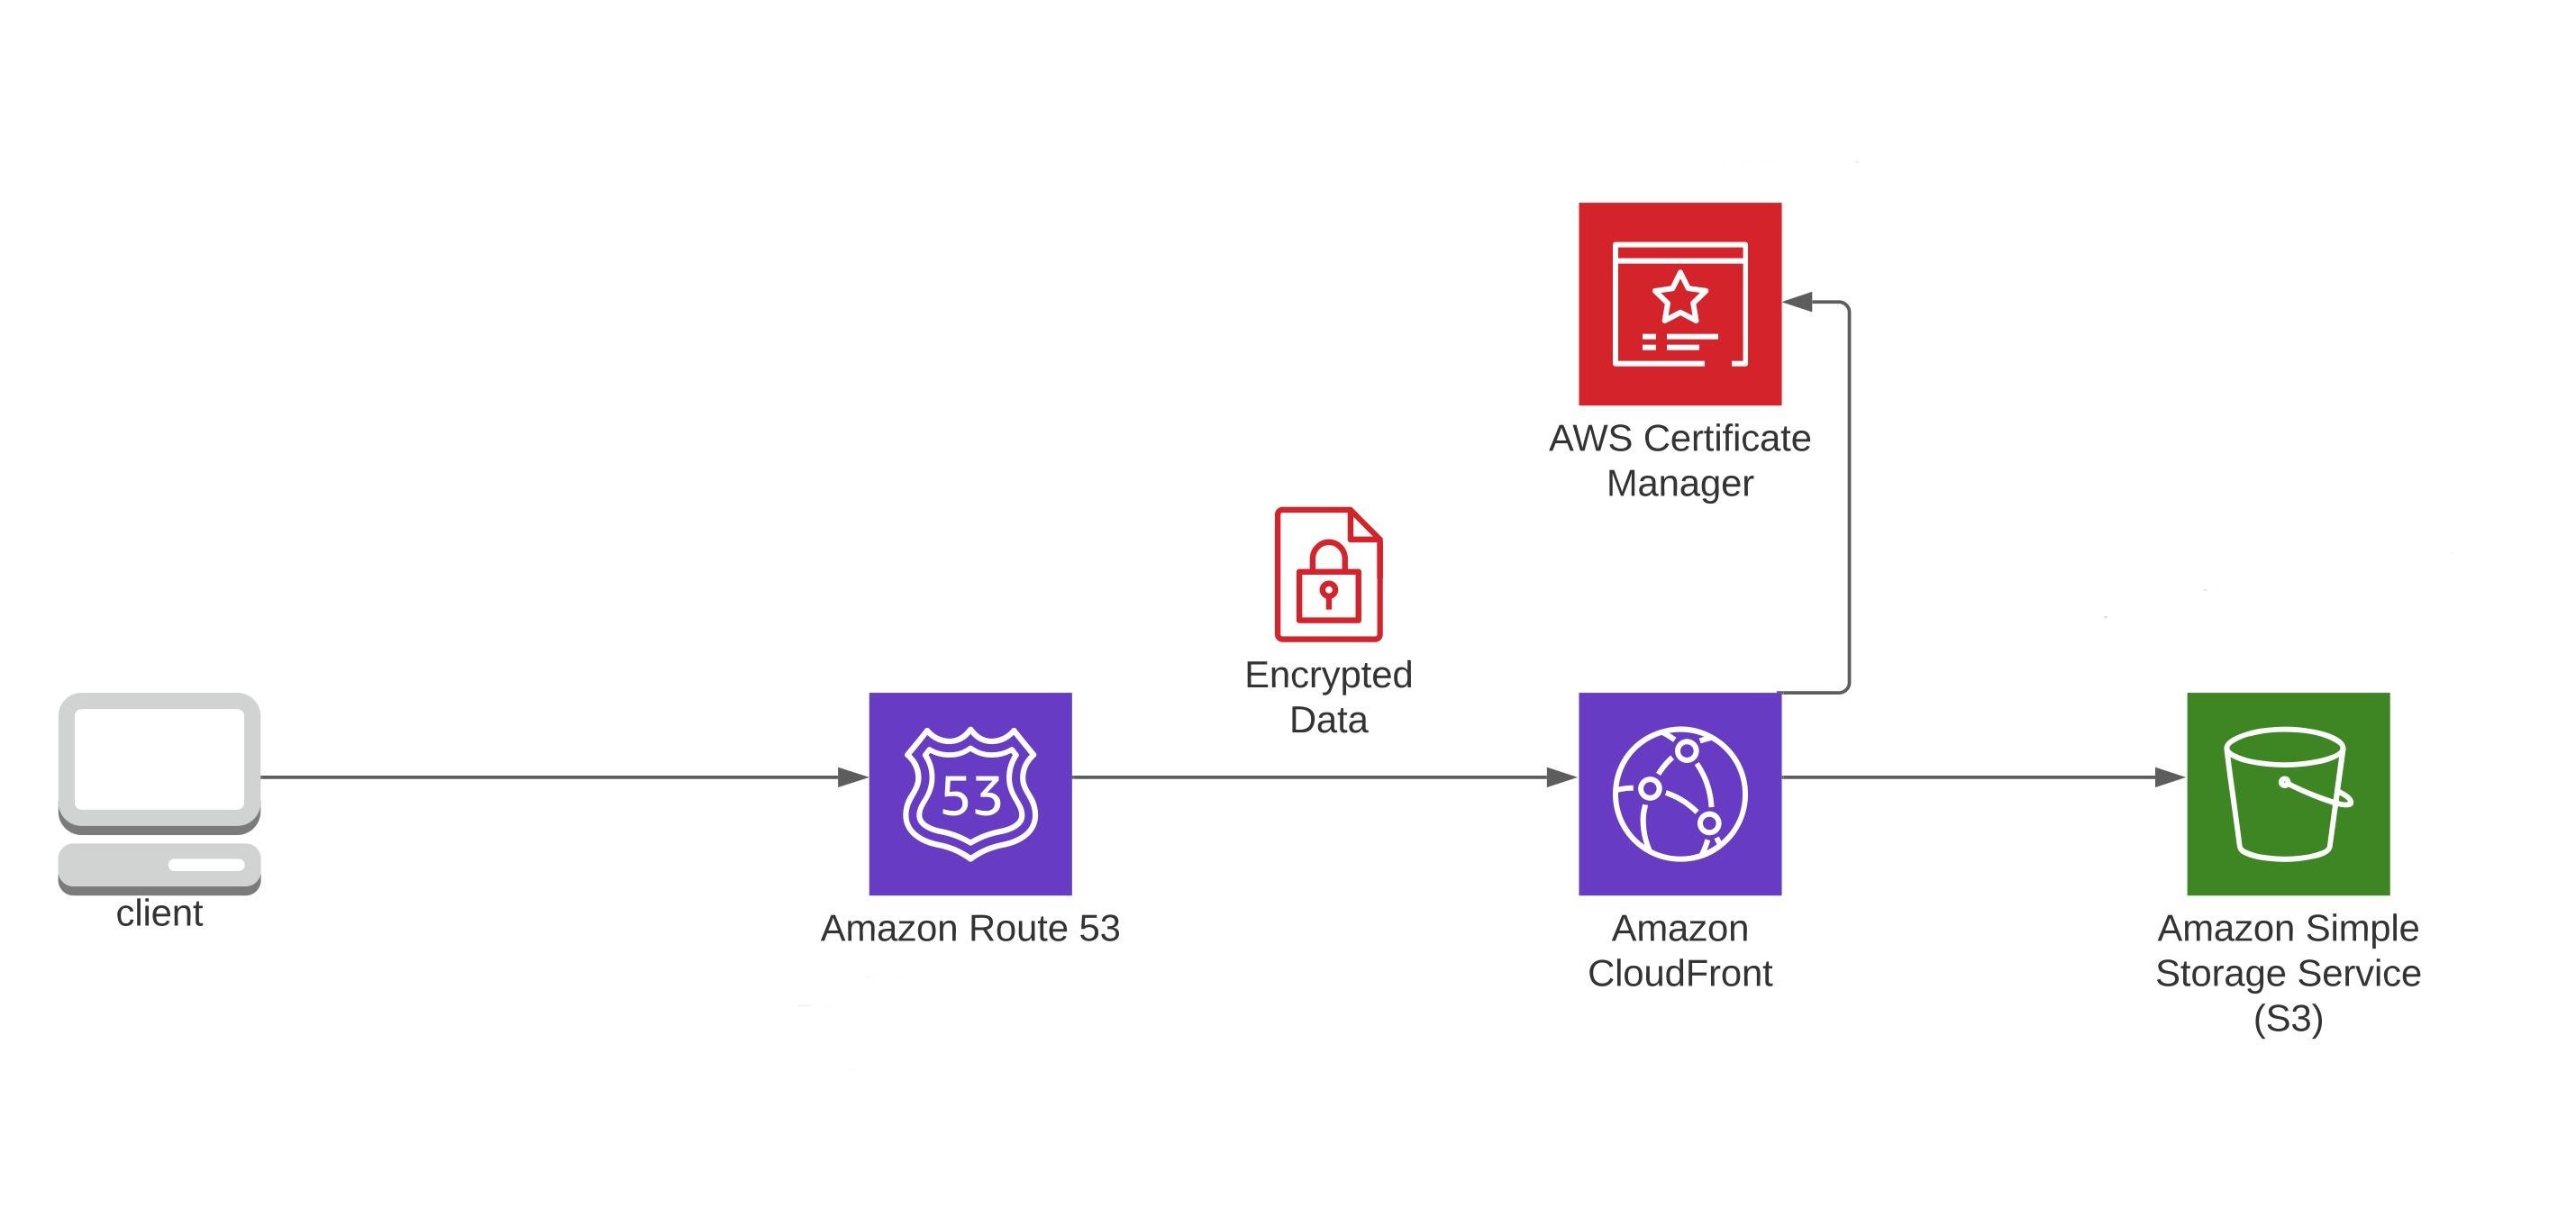 AWS Certificate
Manager
Encrypted
Data
53
client
Amazon Route 53
Amazon
CloudFront
Amazon Simple
Storage Service
(S3)